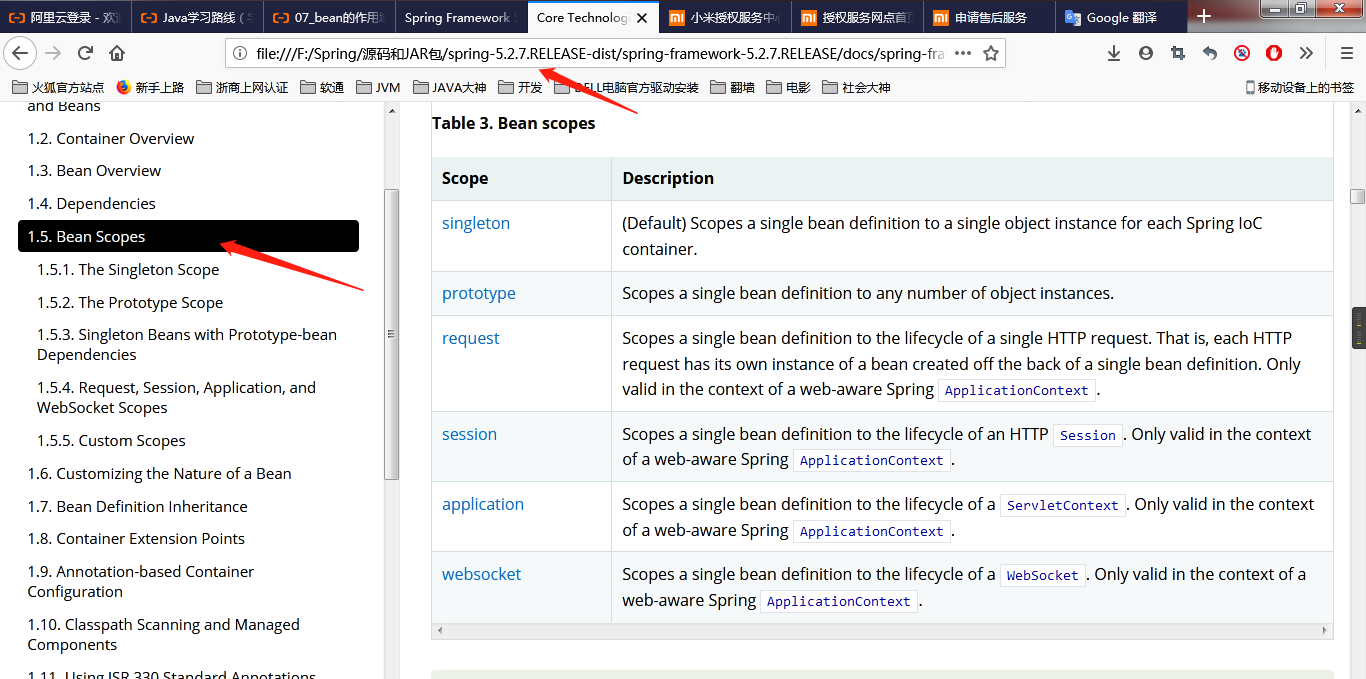 阿里云登录 - 欢
Java学习路线（
07_bean的作用
Spring Framework
Core Technolog
小米授权服务中
授权服务网点首
申请售后服务
Google 翻译
file:///F:/Spring/源码和JAR包/spring-5.2.7.RELEASE-dist/spring-framework-5.2.7.RELEASE/docs/spring-fra
火狐官方站点
新手上路
浙商上网认证
软通
JVM
JAVA大神
开发
DELL电脑官方驱动安装
翻墙
电影
社会大神
移动设备上的书签
and Beans
1.2. Container Overview
1.3. Bean Overview
1.4. Dependencies
1.5. Bean Scopes
1.5.1. The Singleton Scope
1.5.2. The Prototype Scope
1.5.3. Singleton Beans with Prototype-bean
Dependencies
1.5.4. Request, Session, Application, and
WebSocket Scopes
1.5.5. Custom Scopes
1.6. Customizing the Nature of a Bean
1.7. Bean Definition Inheritance
1.8. Container Extension Points
1.9. Annotation-based Container
Configuration
1.10. Classpath Scanning and Managed
Components
1.11. Using JSR 330 Standard Annotations
Table 3. Bean scopes
Scope
Description
singleton
(Default) Scopes a single bean definition to a single object instance for each Spring IoC
container.
prototype
Scopes a single bean definition to any number of object instances.
request
Scopes a single bean definition to the lifecycle of a single HTTP request. That is, each HTTP
request has its own instance of a bean created off the back of a single bean definition. Only
valid in the context of a web-aware Spring ApplicationContext.
session
Scopes a single bean definition to the lifecycle of an HTTP Session. Only valid in the context
of a web-aware Spring ApplicationContext.
application
Scopes a single bean definition to the lifecycle of a ServletContext. Only valid in the context
of a web-aware Spring ApplicationContext.
websocket
Scopes a single bean definition to the lifecycle of a WebSocket. Only valid in the context of a
web-aware Spring ApplicationContext.